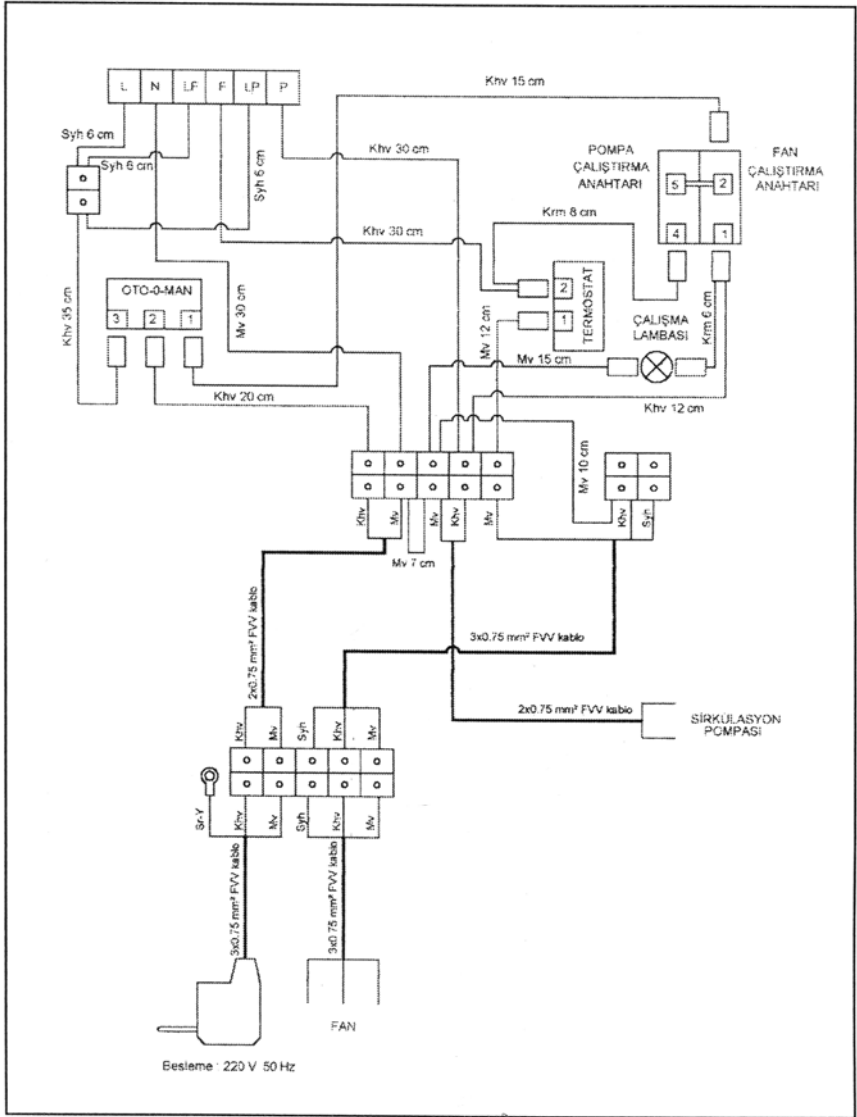 Khv 15 cm
L N LF F LP P
Syh 6 cm
Syh 6 cm
Syh 6 cm
Khv 30 cm
POMPA
ÇALIŞTIRMA
ANAHTARI
FAN
ÇALIŞTIRMA
ANAHTARI
5 2
4 1
Krm 8 cm
Khv 30 cm
OTO-0-MAN
3 2 1
Khv 35 cm
Mv 30 cm
2
1
TERMOSTAT
Mv 12 cm
ÇALIŞMA
LAMBASI
Krm 6 cm
Mv 15 cm
Khv 20 cm
Khv 12 cm
Mv 10 cm
Khv
Mv
Mv
Khv
Mv
Khv
Syh
Mv 7 cm
2x0.75 mm² FVV kablo
3x0.75 mm² FVV kablo
2x0.75 mm² FVV kablo
SİRKÜLASYON
POMPASI
Khv
Mv
Syh
Khv
Mv
Sr-Y
Khv
Mv
Syh
Khv
Mv
3x0.75 mm² FVV kablo
3x0.75 mm² FVV kablo
FAN
Besleme : 220 V 50 Hz